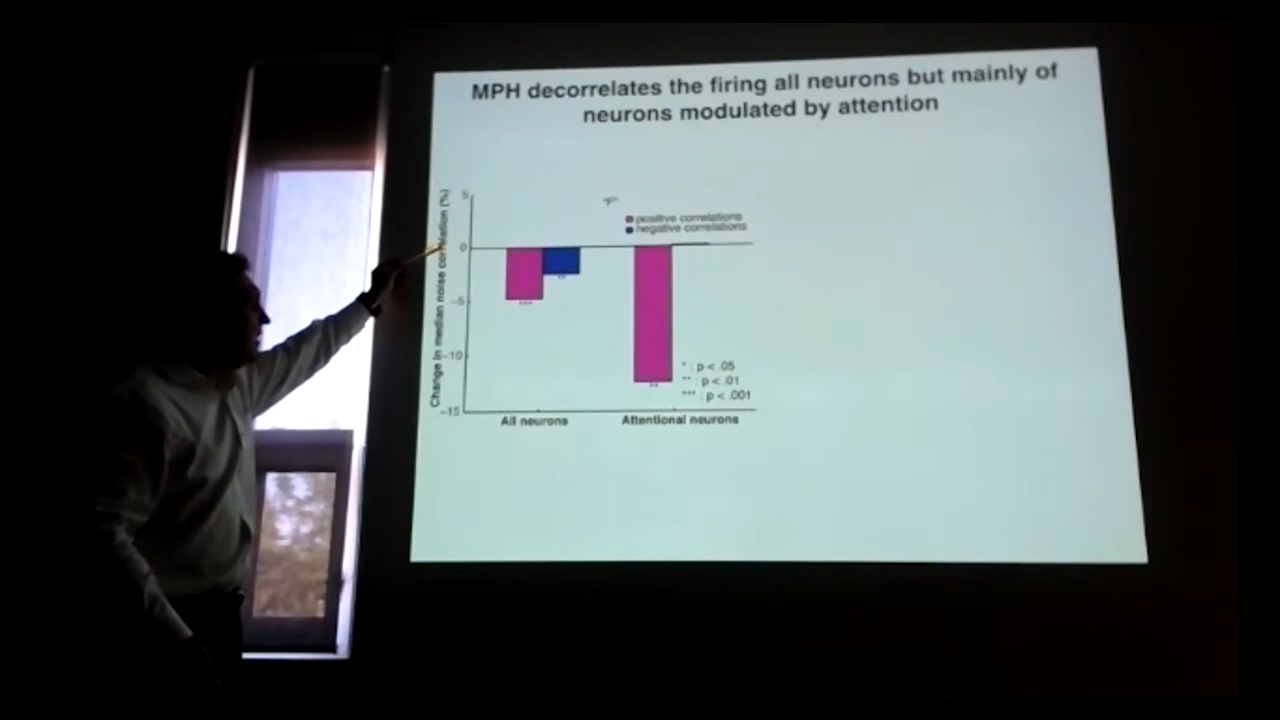 MPH decorrelates the firing all neurons but mainly of
neurons modulated by attention
5
"F"
positive correlations
negative correlations
0
Change in median noise correlation (%)
**
-5
***
-10
* : p < .05
** : p < .01
**
*** : p < .001
-15
All neurons
Attentional neurons